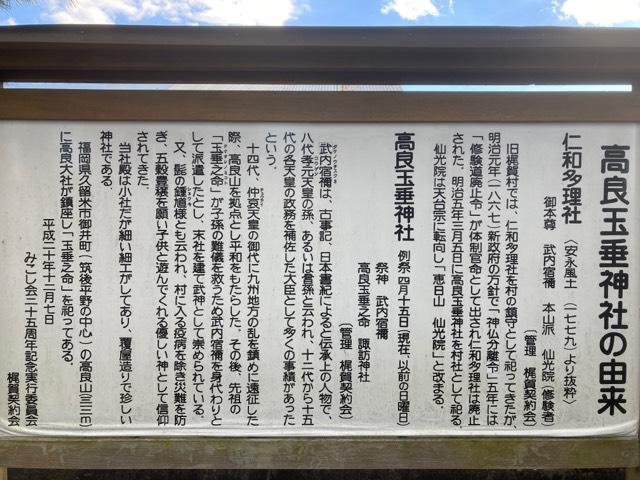 高良玉垂神社の由来
仁和多理社 (安永風土(一七七九)より抜粋)
御本尊 武内宿禰 本山派 仙光院(修験者)
(管理 梶賀契約会)
旧梶賀村では、仁和多理社を村の鎮守として祀ってきたが、
明治元年(一八六七)新政府の方針で「神仏分離令」五年には
「修験道廃止令」が体制官命として出され仁和多理社は廃止
された。明治五年三月五日に高良玉垂神社を村社として祀る。
仙光院は天台宗に転向し「恵日山 仙光院」と改まる。
高良玉垂神社 例祭 四月十五日(現在、以前の日曜日)
(管理 梶賀契約会)
祭神 武内宿禰
高良玉垂之命 諏訪神社
武内宿禰は、古事記、日本書紀によると伝承上の人物で、
八代孝元天皇の孫、あるいは曽孫と云われ、十二代から十五
代の各天皇の政務を補佐した大臣として多くの事績があった
という。
十四代、仲哀天皇の御代に九州地方の乱を鎮めに遠征した
際、高良山を拠点とし平和をもたらした。その後、先祖の
「玉垂之命」が子孫の難儀を救うため武内宿禰を身代わりと
して派遣したとし、末社を建て武神として崇められている。
又、髭の鍾馗様とも云われ、村に入る疫病を除き災難を防
ぎ、五穀豊穣を願い子供と遊んでくれる優しい神として信仰
されてきた。
当社殿は小社だが細い細工がしてあり、覆屋造りで珍しい
神社である。
福岡県久留米市御井町(筑後平野の中心)の高良山(三三m)
に高良大社が鎮座し「玉垂之命」を祀ってある。
平成二十年十二月七日
みこし会二十五周年記念実行委員会
梶賀契約会